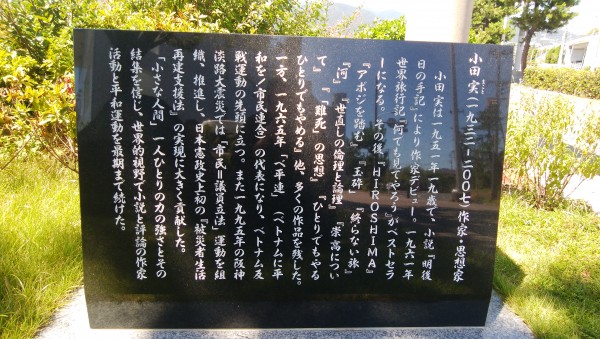 小田 実(一九三二-二〇〇七)作家・思想家
まこと
小田実は一九五一年一九歳で、小説『明後
日の手記』により作家デビュー。一九六一年
世界旅行記『何でも見てやろう』がベストセラ
ーになる。その後、『HIROSHIMA』
『アボジを踏む』『玉砕』『終らない旅』
『河』、『世直しの倫理と論理』『崇高につい
て』、『「難死」の思想』『ひとりでもやる、
ひとりでもやめる』他、多くの作品を残した。
一方、一九六五年「ベ平連」(ベトナムに平
和を!市民連合)の代表になり、ベトナム反
戦運動の先頭に立つ。また一九九五年の阪神
淡路大震災では「市民=議員立法」運動を組
織、推進し、日本憲政史上初の『被災者生活
再建支援法』の実現に大きく貢献した。
「小さな人間」一人ひとりの力の強さとその
結集を信じ、世界的視野で小説と評論の作家
活動と平和運動を最期まで続けた。